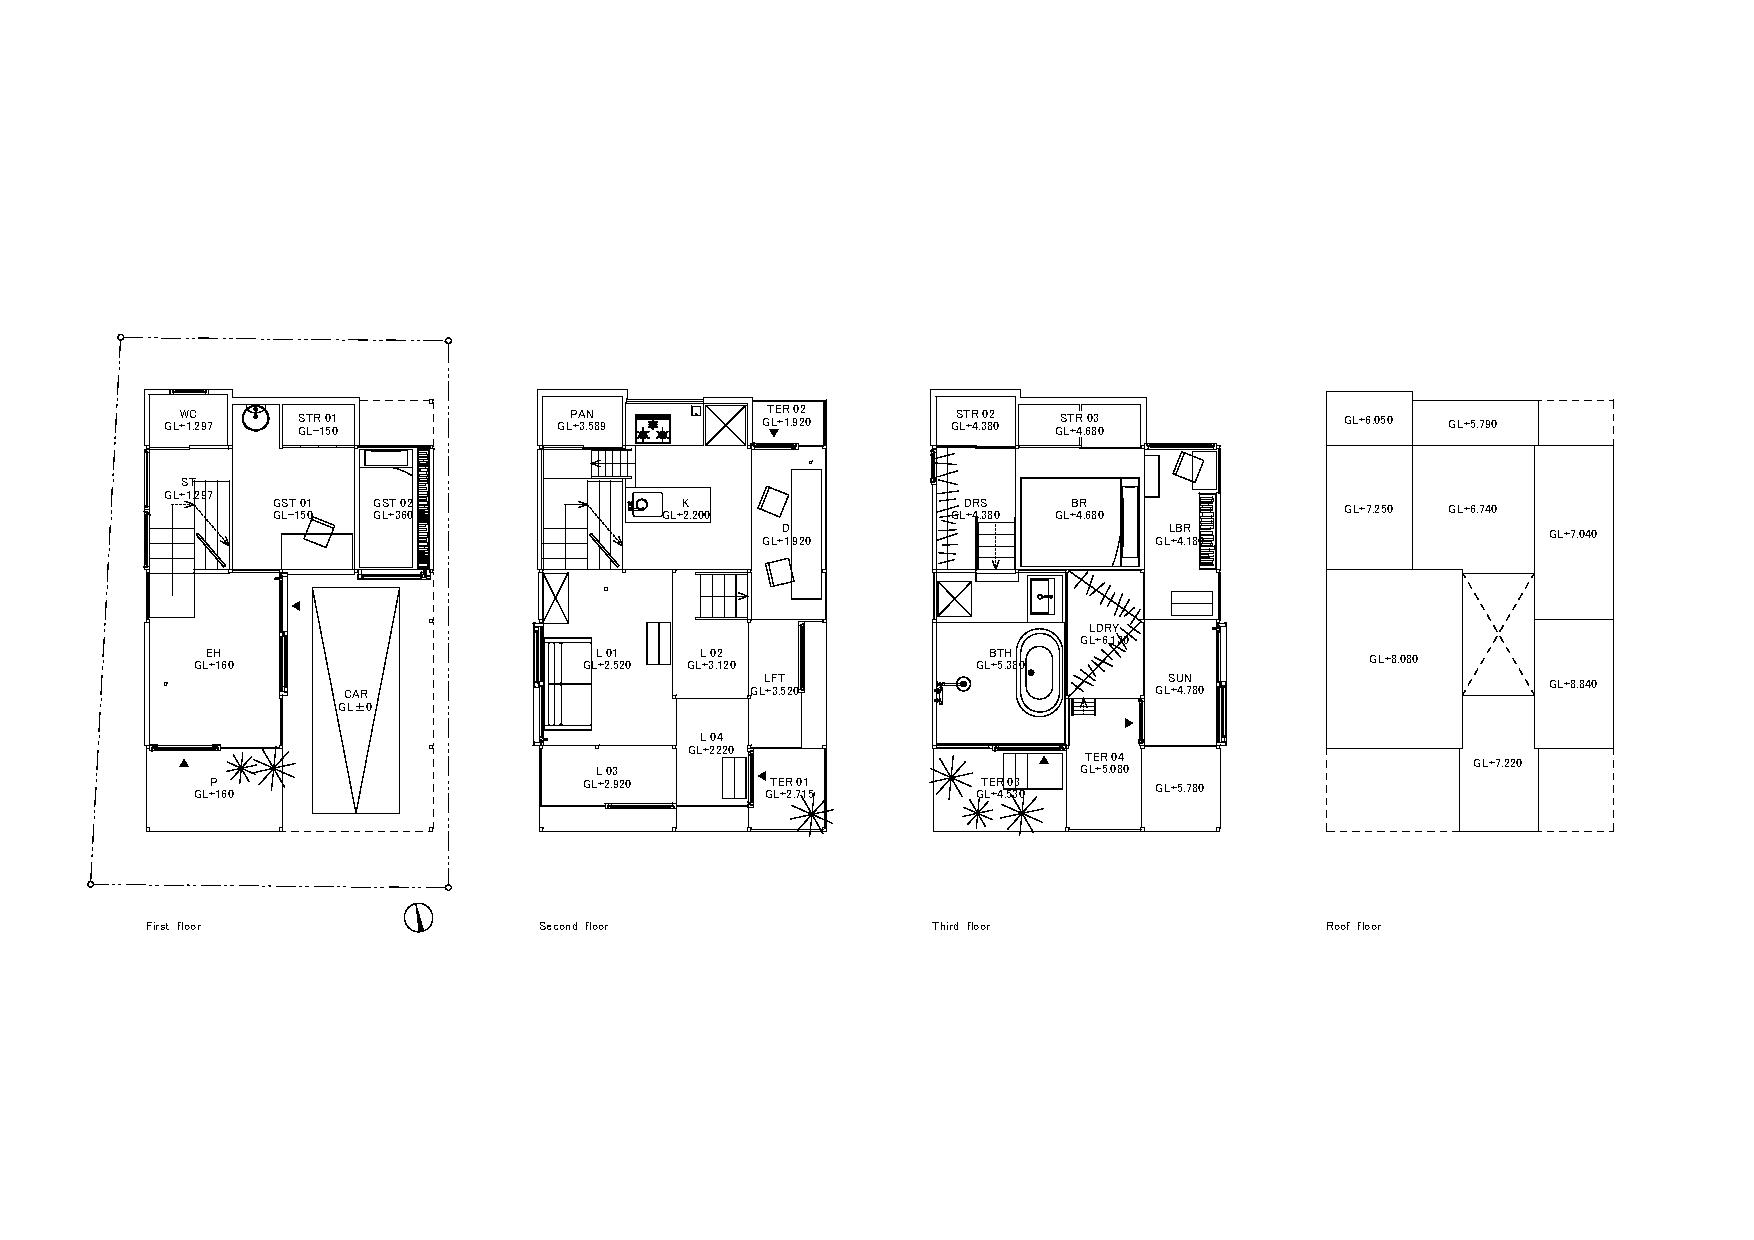 WC
GL+1.297
STR 01
GL-150
ST
GL+1.297
GST 01
GL-150
GST 02
GL+360
EH
GL+160
CAR
GL±0
P
GL+160
First floor
PAN
GL+3.589
TER 02
GL+1.920
K
GL+2.200
D
GL+1.920
L 01
GL+2.520
L 02
GL+3.120
LFT
GL+3.520
L 04
GL+2220
L 03
GL+2.920
TER 01
GL+2.715
Second floor
STR 02
GL+4.380
STR 03
GL+4.680
DRS
GL+4.380
BR
GL+4.680
LBR
GL+4.180
LDRY
BTH
GL+5.380
SUN
GL+4.780
TER 04
GL+5.080
TER 03
GL+4.530
GL+5.780
Third floor
GL+6.050
GL+5.790
GL+7.250
GL+6.740
GL+7.040
GL+8.080
GL+8.840
GL+7.220
Roof floor